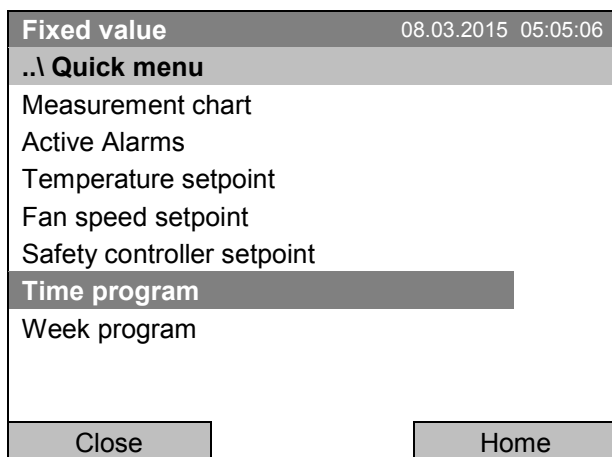 Fixed value 08.03.2015 05:05:06
..\ Quick menu
Measurement chart
Active Alarms
Temperature setpoint
Fan speed setpoint
Safety controller setpoint
Time program
Week program
Close Home